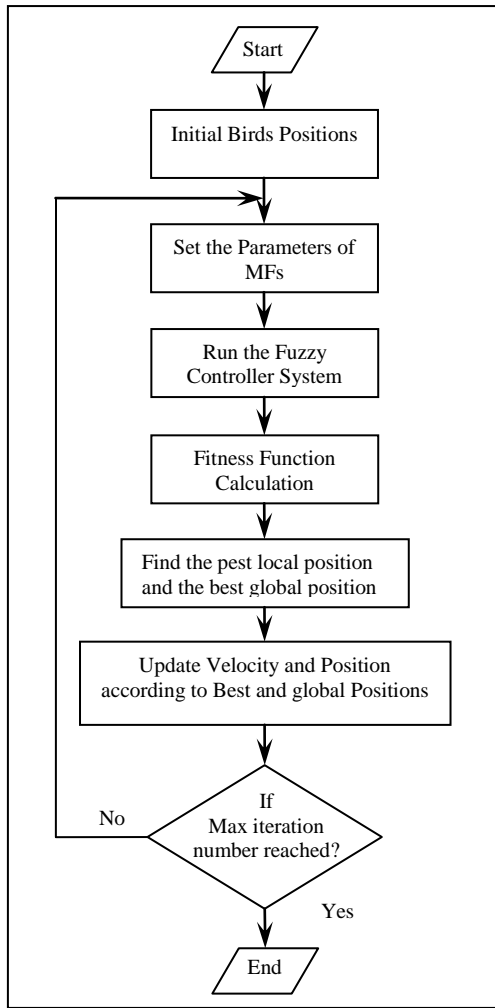 Start
Initial Birds Positions
Set the Parameters of
MFs
Run the Fuzzy
Controller System
Fitness Function
Calculation
Find the pest local position
and the best global position
Update Velocity and Position
according to Best and global Positions
If
Max iteration
number reached?
No
Yes
End